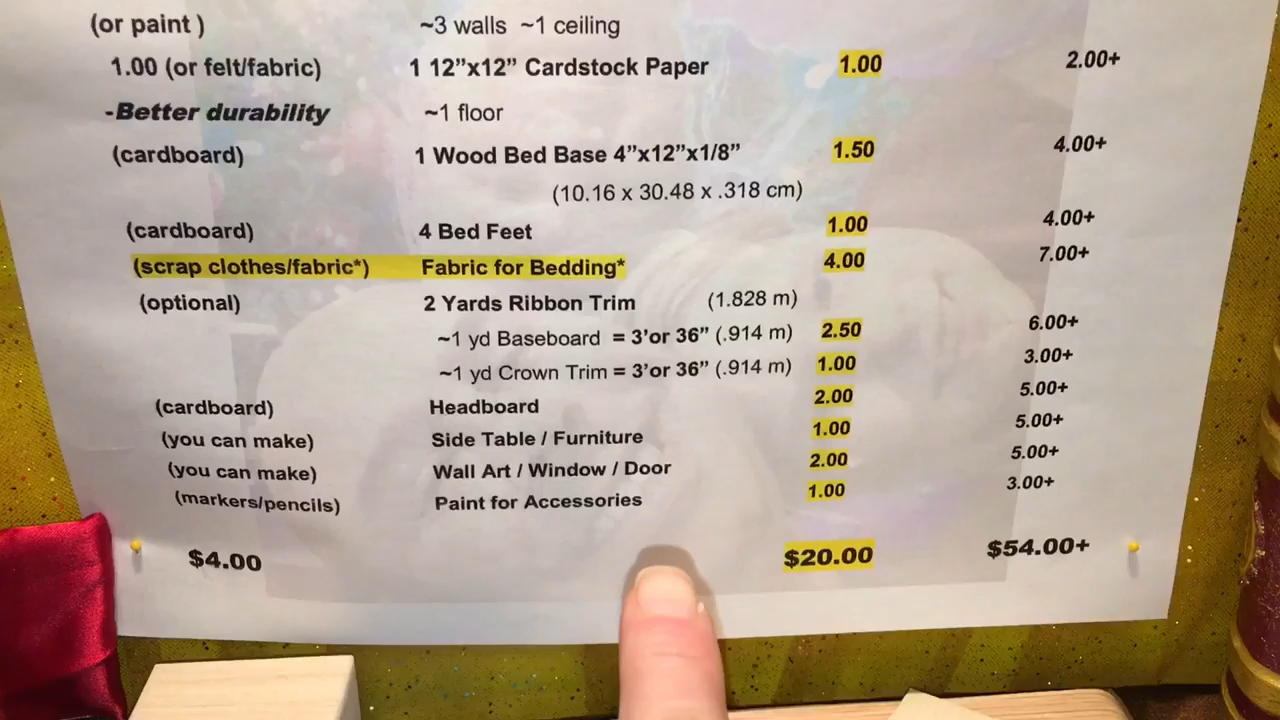 (or paint ) ~3 walls ~1 ceiling
1.00 (or felt/fabric) 1 12”x12” Cardstock Paper 1.00 2.00+
-Better durability ~1 floor
(cardboard) 1 Wood Bed Base 4”x12”x1/8” 1.50 4.00+
(10.16 x 30.48 x .318 cm)
(cardboard) 4 Bed Feet 1.00 4.00+
(scrap clothes/fabric*) Fabric for Bedding* 4.00 7.00+
(optional) 2 Yards Ribbon Trim (1.828 m)
~1 yd Baseboard = 3’or 36” (.914 m) 2.50 6.00+
~1 yd Crown Trim = 3’or 36” (.914 m) 1.00 3.00+
(cardboard) Headboard 2.00 5.00+
(you can make) Side Table / Furniture 1.00 5.00+
(you can make) Wall Art / Window / Door 2.00 5.00+
(markers/pencils) Paint for Accessories 1.00 3.00+
$4.00 $20.00 $54.00+